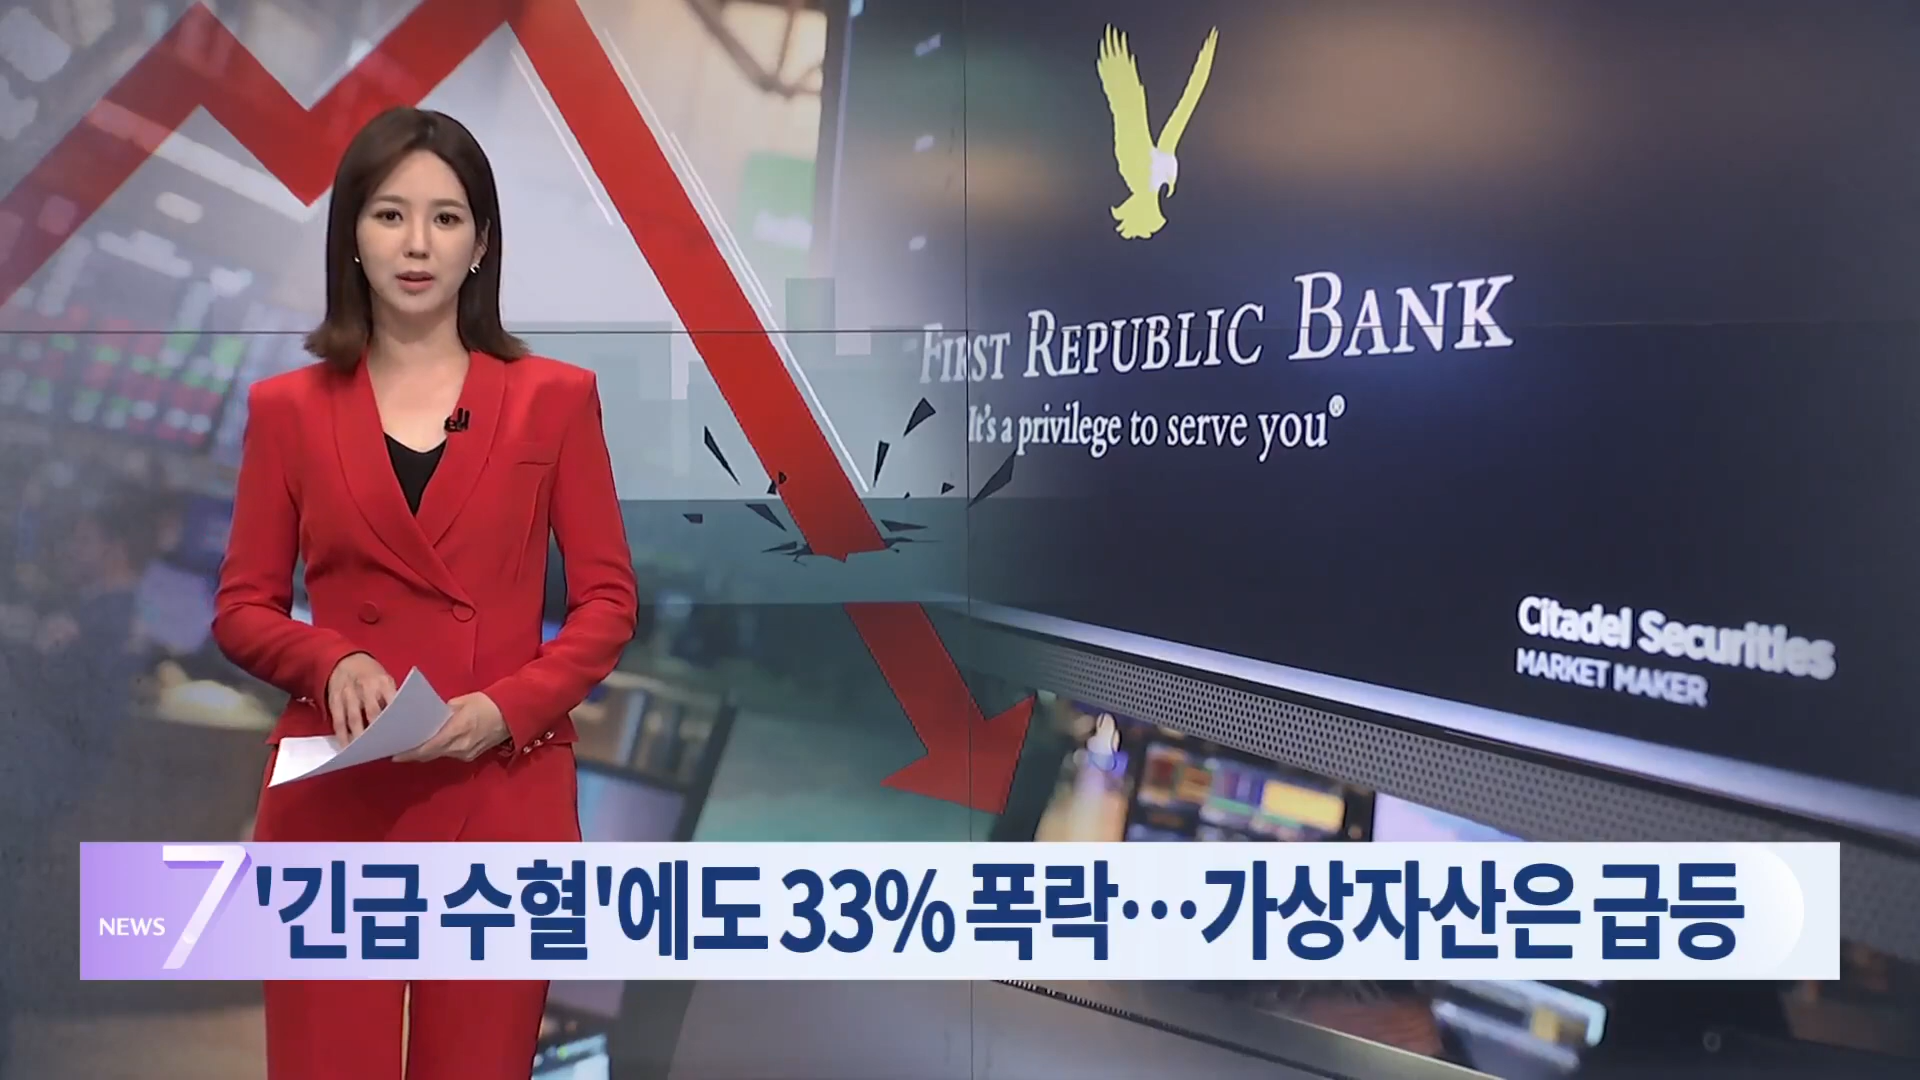 FIRST REPUBLIC BANK
It's a privilege to serve you®
Citadel Securities
MARKET MAKER
NEWS 7 '긴급 수혈'에도 33% 폭락…가상자산은 급등